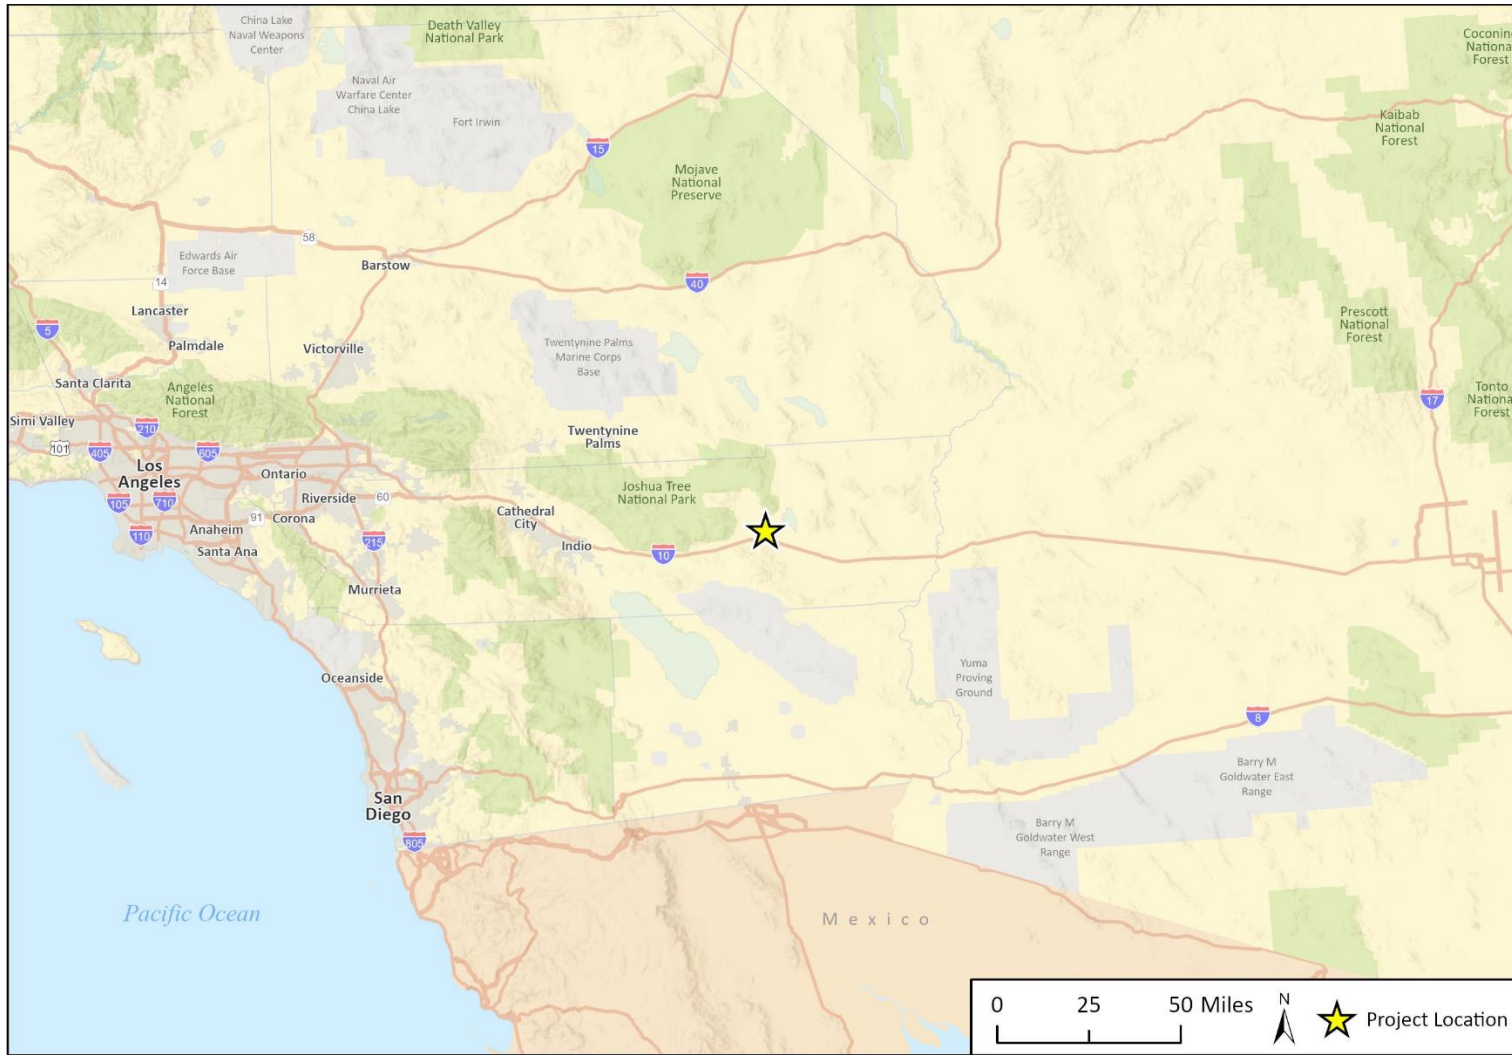 China Lake
Naval Weapons
Center
Death Valley
National Park
Coconin
Nationa
Forest
Naval Air
Warfare Center
China Lake
Fort Irwin
Kaibab
National
Forest
15
Mojave
National
Preserve
58
Edwards Air
Force Base
Barstow
14
40
Lancaster
5
Palmdale
Victorville
Twentynine Palms
Marine Corps
Base
Prescott
National
Forest
Santa Clarita
Angeles
National
Forest
Tonto
Nationa
Forest
17
Simi Valley
210
101
405
605
Twentynine
Palms
Los
Angeles
Ontario
Riverside
60
Joshua Tree
National Park
105
710
91
Corona
Cathedral
City
110
Anaheim
215
Santa Ana
Indio
10
Murrieta
Oceanside
Yuma
Proving
Ground
8
Barry M
Goldwater East
Range
San
Diego
805
Barry M
Goldwater West
Range
Pacific Ocean
Mexico
0 25 50 Miles
N
Project Location